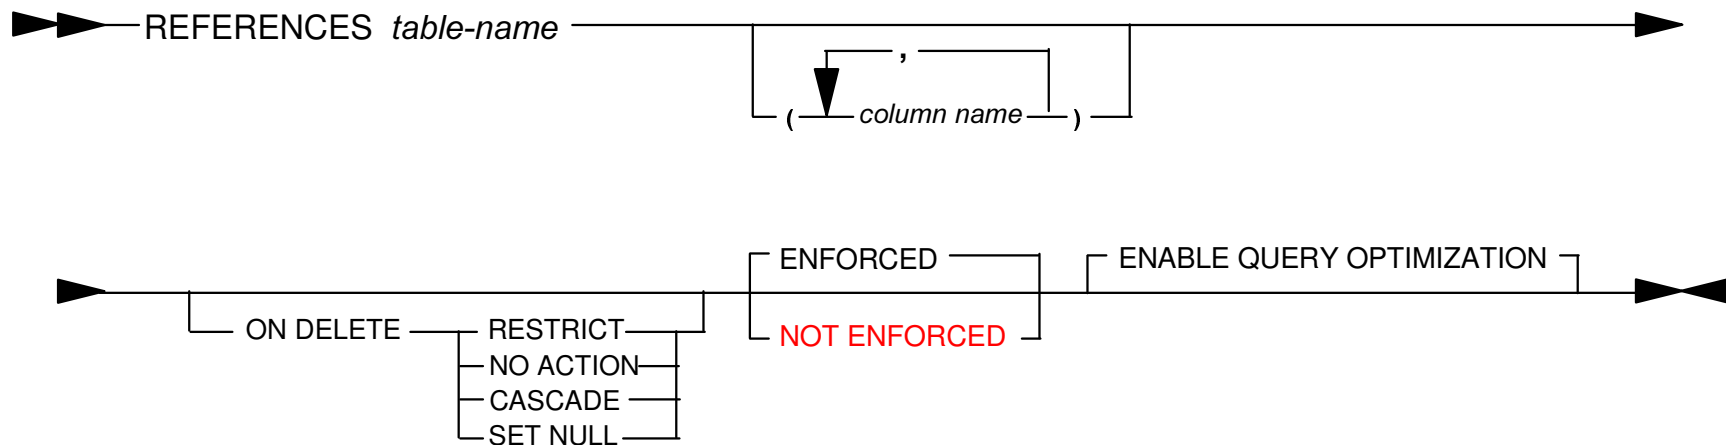 REFERENCES table-name
,
( column name )
ENFORCED ENABLE QUERY OPTIMIZATION
ON DELETE RESTRICT NOT ENFORCED
NO ACTION
CASCADE
SET NULL